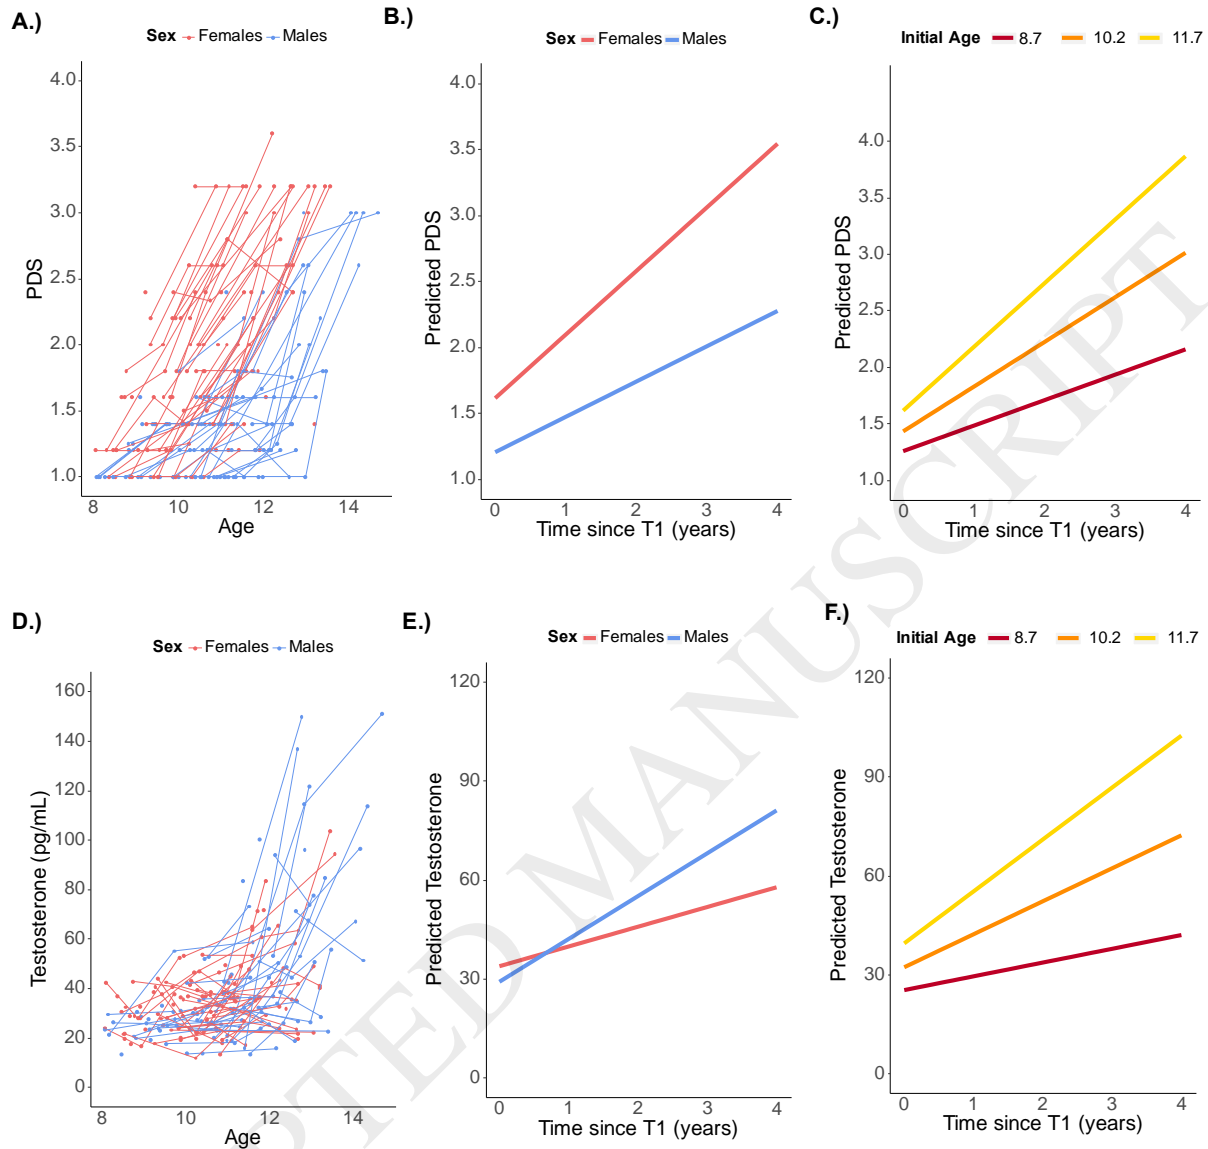 A.)
Sex Females Males
4.0
3.5
3.0
2.5
2.0
1.5
1.0
PDS
8 10 12 14
Age
B.)
Sex Females Males
4.0
3.5
3.0
2.5
2.0
1.5
1.0
Predicted PDS
0 1 2 3 4
Time since T1 (years)
C.)
Initial Age 8.7 10.2 11.7
4.0
3.0
2.5
2.0
1.5
1.0
Predicted PDS
0 1 2 3 4
Time since T1 (years)
D.)
Sex Females Males
160
140
120
100
80
60
40
20
0
Testosterone (pg/mL)
8 10 12 14
Age
E.)
Sex Females Males
120
90
60
30
0
Predicted Testosterone
0 1 2 3 4
Time since T1 (years)
F.)
Initial Age 8.7 10.2 11.7
120
90
60
30
0
Predicted Testosterone
0 1 2 3 4
Time since T1 (years)
PTED MANUSCRIPT